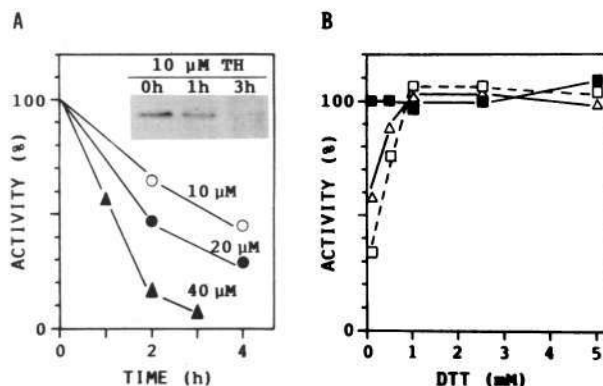 A
10 µM TH
0h 1h 3h
100
10 µM
20 µM
40 µM
0
ACTIVITY (%)
0 2 4
TIME (h)
B
100
0
ACTIVITY (%)
0 1 2 3 4 5
DTT (mM)